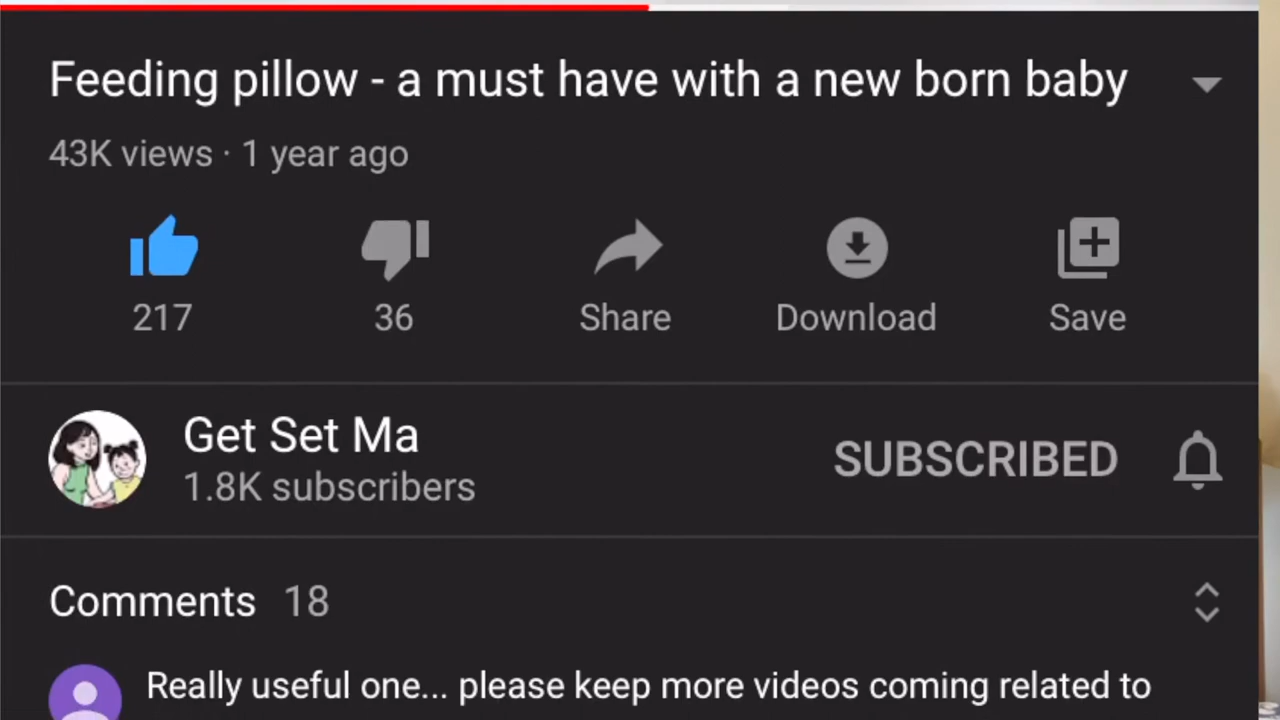 Feeding pillow - a must have with a new born baby
43K views · 1 year ago
217
36
Share
Download
Save
Get Set Ma
1.8K subscribers
SUBSCRIBED
Comments 18
Really useful one... please keep more videos coming related to